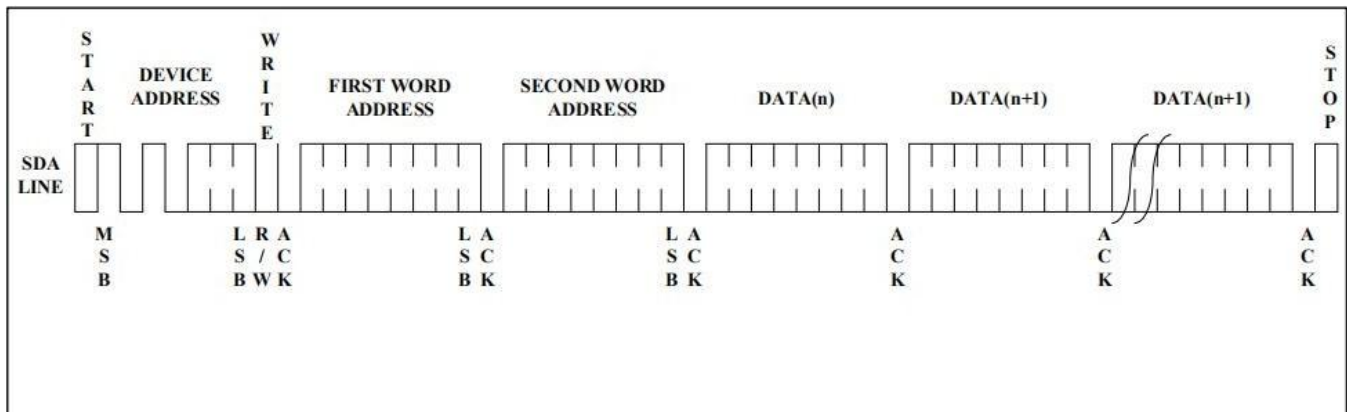 START
DEVICE
ADDRESS
WRITE
FIRST WORD
ADDRESS
SECOND WORD
ADDRESS
DATA(n)
DATA(n+1)
DATA(n+1)
STOP
SDA
LINE
MSB
LSB
R/W
ACK
LSB
ACK
LSB
ACK
ACK
ACK
ACK